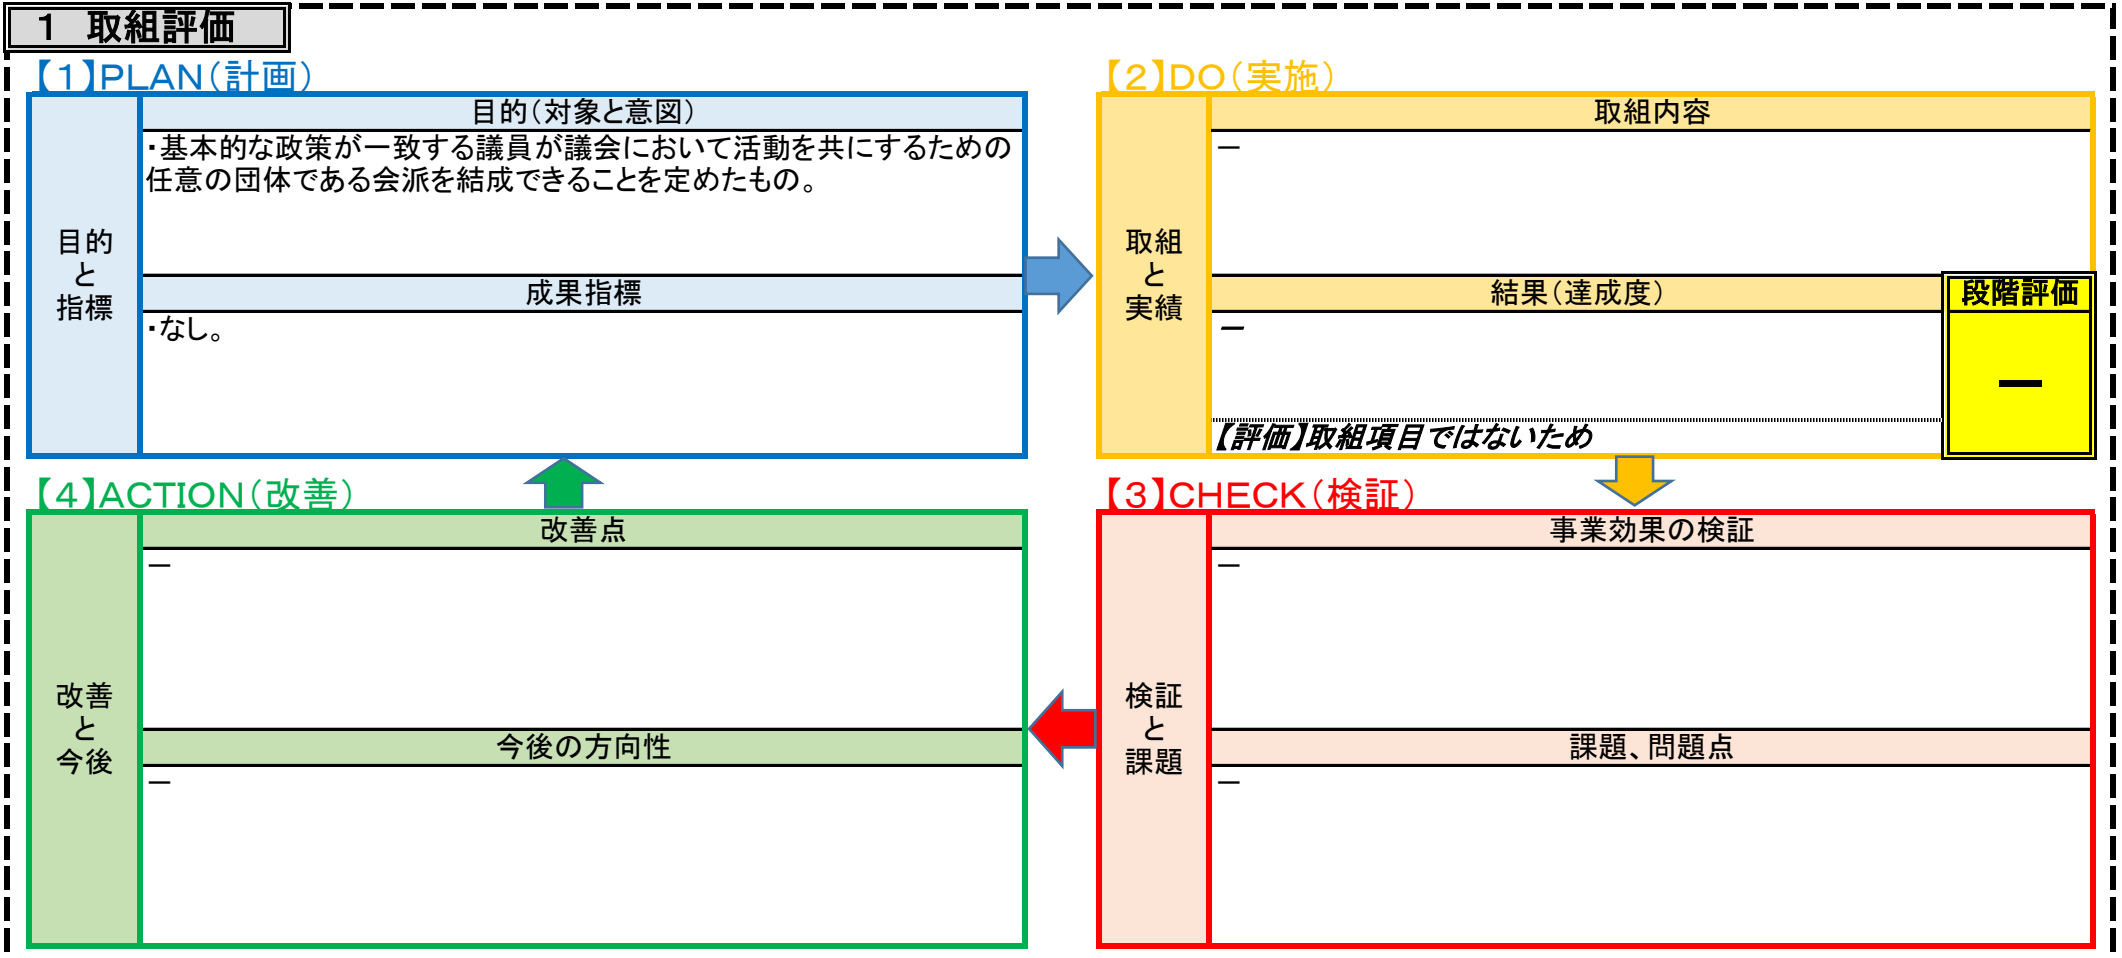 1 取組評価
【1】PLAN(計画)
目的と指標
目的(対象と意図)
・基本的な政策が一致する議員が議会において活動を共にするための
任意の団体である会派を結成できることを定めたもの。
成果指標
・なし。
【2】DO(実施)
取組と実績
取組内容
－
結果(達成度)
－
【評価】取組項目ではないため
段階評価
－
【3】CHECK(検証)
検証と課題
事業効果の検証
－
課題、問題点
－
【4】ACTION(改善)
改善と今後
改善点
－
今後の方向性
－